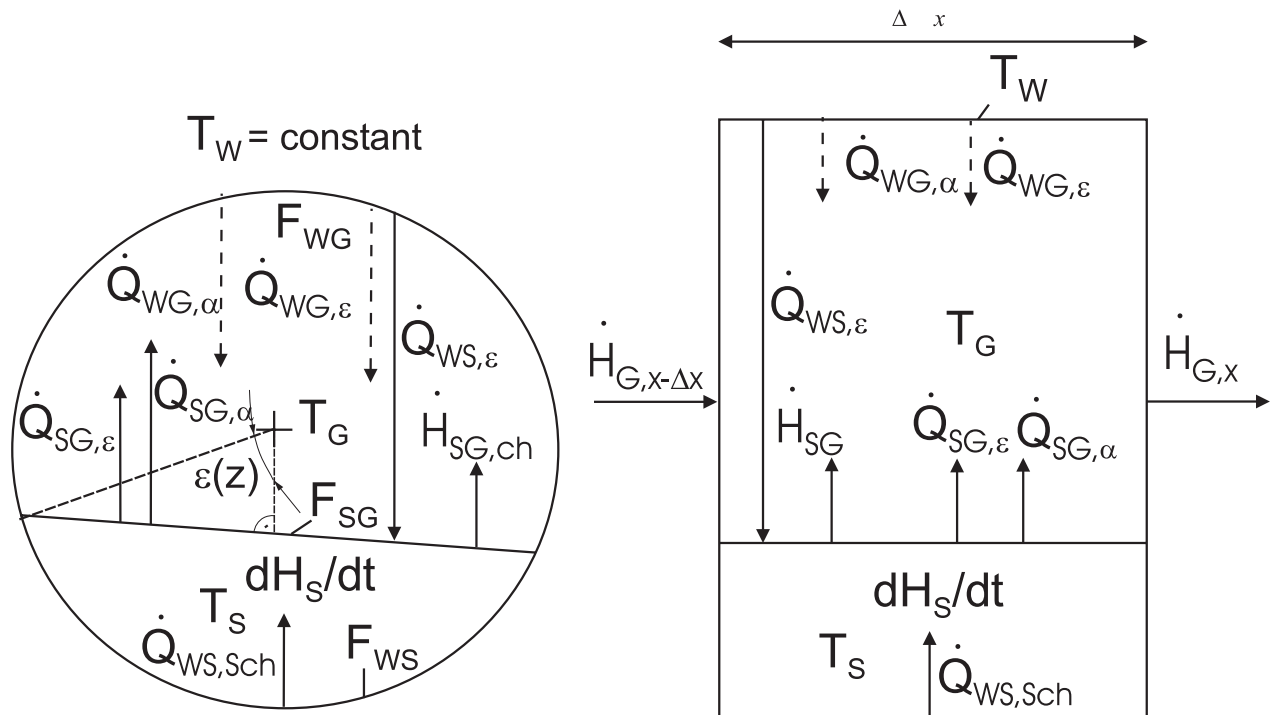 T_W = constant
F_WG
Q̇_WG,α
Q̇_WG,ε
Q̇_WS,ε
Q̇_SG,α
Q̇_SG,ε
T_G
Ḣ_SG,ch
ε(z)
F_SG
dH_S/dt
T_S
Q̇_WS,Sch
F_WS
Δ x
T_W
Q̇_WG,α
Q̇_WG,ε
Q̇_WS,ε
T_G
Ḣ_G,x-Δx
Ḣ_G,x
Ḣ_SG
Q̇_SG,ε
Q̇_SG,α
dH_S/dt
T_S
Q̇_WS,Sch